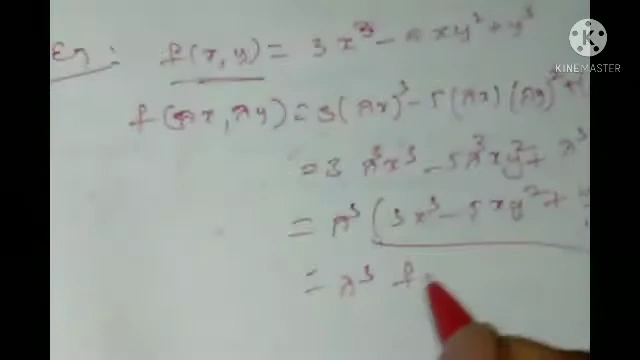 Ex: f(x,y) = 3x³ - 5xy² + y³
f(λx, λy) = 3(λx)³ - 5(λx)(λy)² +
= 3λ³x³ - 5λ³xy² + λ³
= λ³(3x³ - 5xy² +
= λ³ f
KINEMASTER